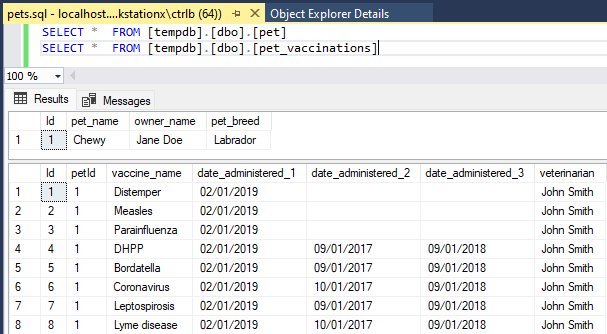 pets.sql - localhost....kstationx\ctrlb (64)) Object Explorer Details
SELECT * FROM [tempdb].[dbo].[pet]
SELECT * FROM [tempdb].[dbo].[pet_vaccinations]
100 %
Results Messages
Id pet_name owner_name pet_breed
1 1 Chewy Jane Doe Labrador
Id petId vaccine_name date_administered_1 date_administered_2 date_administered_3 veterinarian
1 1 1 Distemper 02/01/2019 John Smith
2 2 1 Measles 02/01/2019 John Smith
3 3 1 Parainfluenza 02/01/2019 John Smith
4 4 1 DHPP 02/01/2019 09/01/2017 09/01/2018 John Smith
5 5 1 Bordatella 02/01/2019 09/01/2017 09/01/2018 John Smith
6 6 1 Coronavirus 02/01/2019 10/01/2017 09/01/2018 John Smith
7 7 1 Leptospirosis 02/01/2019 09/01/2017 09/01/2018 John Smith
8 8 1 Lyme disease 02/01/2019 10/01/2017 09/01/2018 John Smith